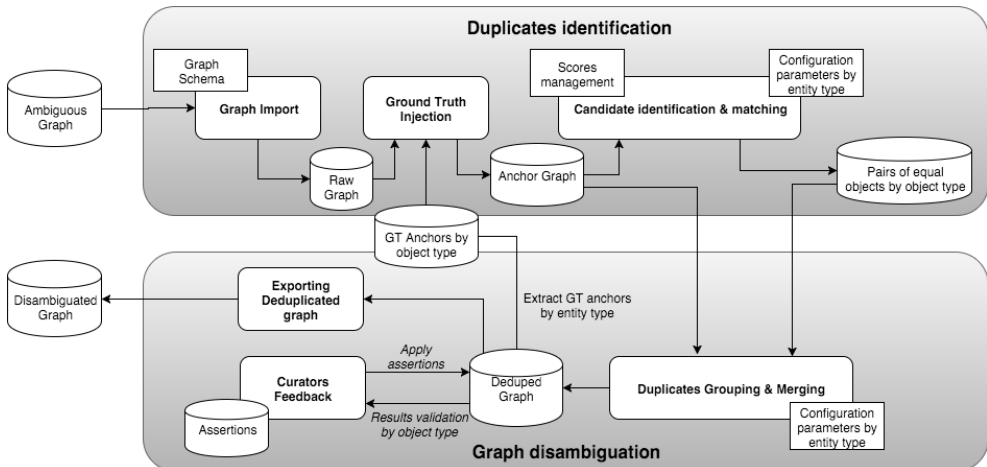 Duplicates identification
Graph
Schema
Scores
management
Configuration
parameters by
entity type
Ambiguous
Graph
Graph Import
Ground Truth
Injection
Candidate identification & matching
Raw
Graph
Anchor Graph
Pairs of equal
objects by object type
GT Anchors by
object type
Disambiguated
Graph
Exporting
Deduplicated
graph
Extract GT anchors
by entity type
Apply
assertions
Curators
Feedback
Deduped
Graph
Duplicates Grouping & Merging
Results validation
by object type
Assertions
Configuration
parameters by
entity type
Graph disambiguation